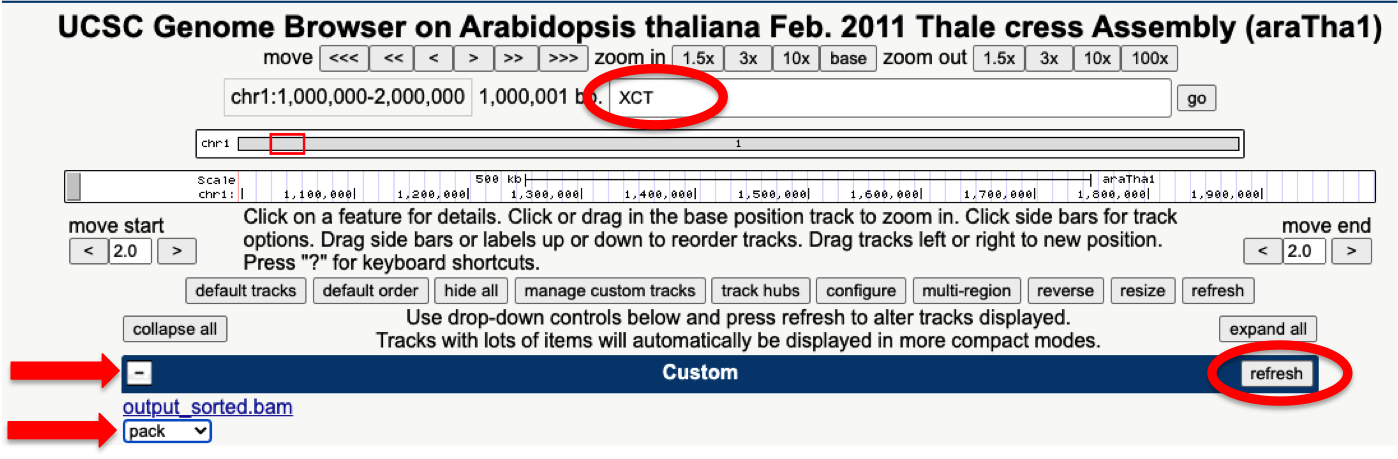 UCSC Genome Browser on Arabidopsis thaliana Feb. 2011 Thale cress Assembly (araTha1)
move <<< << < > >> >>> zoom in 1.5x 3x 10x base zoom out 1.5x 3x 10x 100x
chr1:1,000,000-2,000,000 1,000,001 bp. XCT go
chr1 1
Scale 500 kb araTha1
chr1: 1,100,000 1,200,000 1,300,000 1,400,000 1,500,000 1,600,000 1,700,000 1,800,000 1,900,000
move start
< 2.0 >
Click on a feature for details. Click or drag in the base position track to zoom in. Click side bars for track
options. Drag side bars or labels up or down to reorder tracks. Drag tracks left or right to new position.
Press "?" for keyboard shortcuts.
move end
< 2.0 >
default tracks default order hide all manage custom tracks track hubs configure multi-region reverse resize refresh
collapse all
Use drop-down controls below and press refresh to alter tracks displayed.
Tracks with lots of items will automatically be displayed in more compact modes.
expand all
- Custom refresh
output_sorted.bam
pack